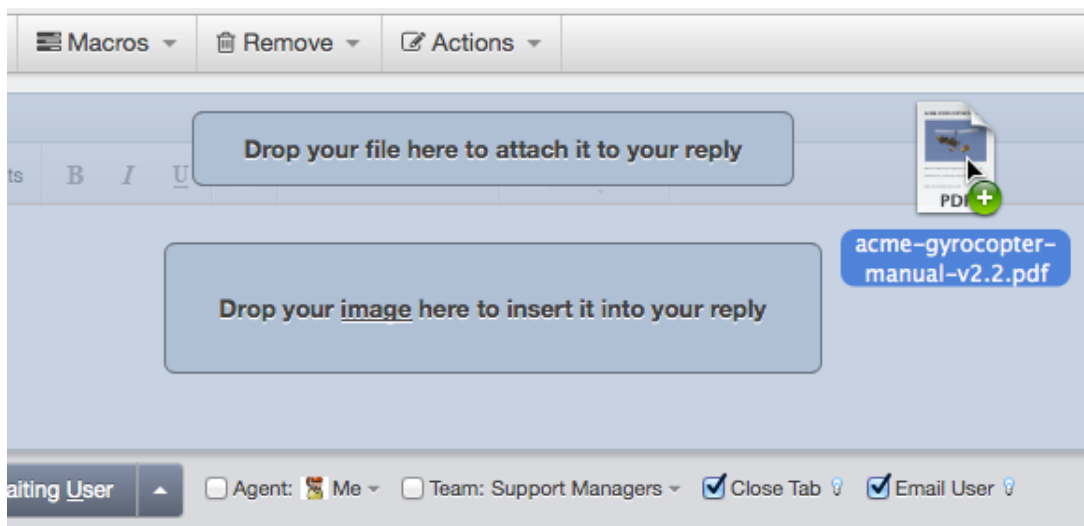 Macros Remove Actions
Drop your file here to attach it to your reply
ts B I U
PDF
acme-gyrocopter-
manual-v2.2.pdf
Drop your image here to insert it into your reply
aiting User Agent: Me Team: Support Managers Close Tab Email User